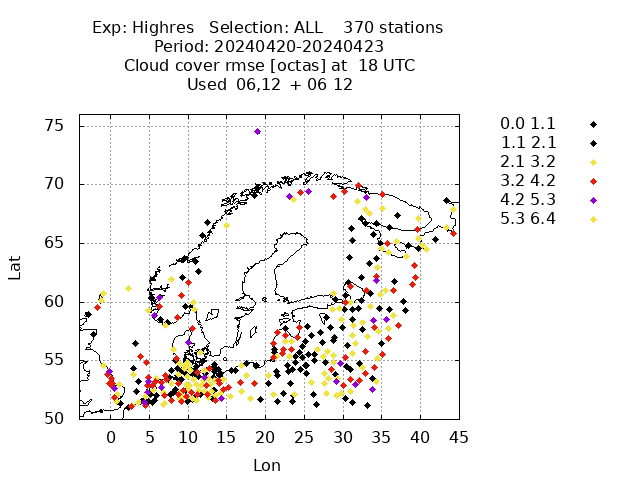 Exp: Highres   Selection: ALL    370 stations
Period: 20240420-20240423
Cloud cover rmse [octas] at  18 UTC
Used  06,12  + 06 12
75
70
65
60
55
50
Lat
0 5 10 15 20 25 30 35 40 45
Lon
0.0 1.1
1.1 2.1
2.1 3.2
3.2 4.2
4.2 5.3
5.3 6.4